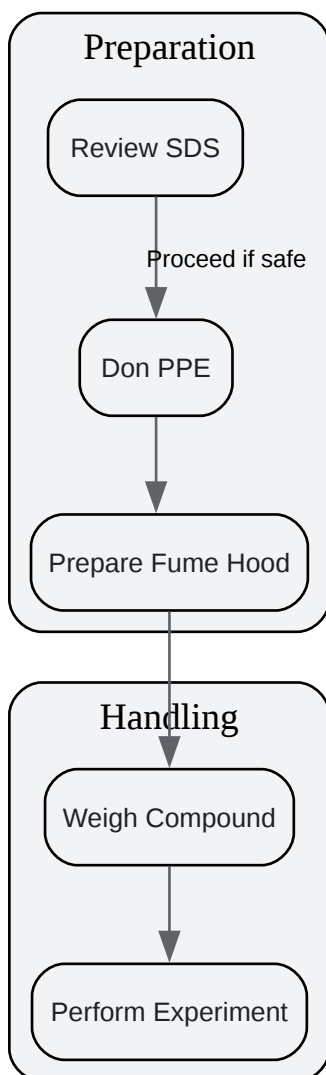 Preparation
Review SDS
Proceed if safe
Don PPE
Prepare Fume Hood
Handling
Weigh Compound
Perform Experiment